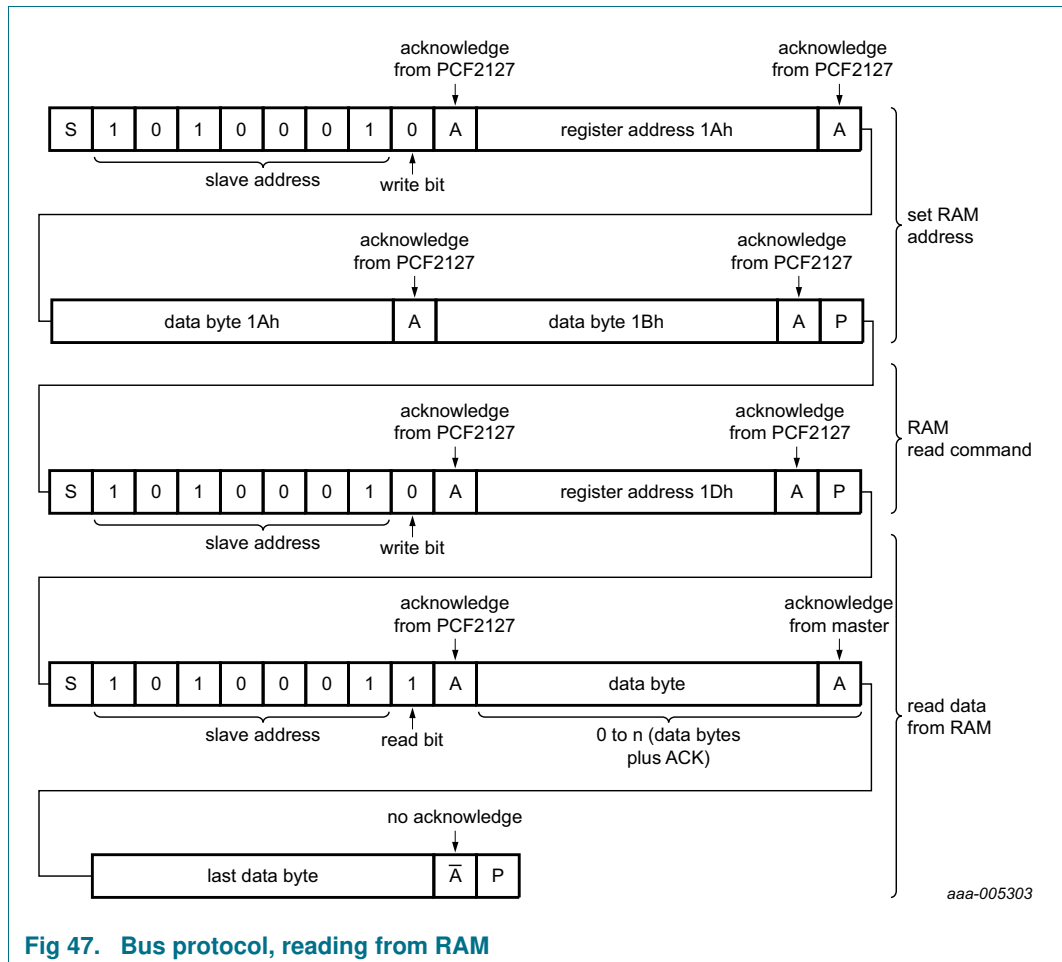 acknowledge acknowledge
from PCF2127 from PCF2127
S 1 0 1 0 0 0 1 0 A register address 1Ah A
slave address write bit
set RAM
address
acknowledge acknowledge
from PCF2127 from PCF2127
data byte 1Ah A data byte 1Bh A P
RAM
read command
acknowledge acknowledge
from PCF2127 from PCF2127
S 1 0 1 0 0 0 1 0 A register address 1Dh A P
slave address write bit
acknowledge acknowledge
from PCF2127 from master
S 1 0 1 0 0 0 1 1 A data byte A
slave address read bit 0 to n (data bytes
plus ACK)
read data
from RAM
no acknowledge
last data byte A̅ P
aaa-005303
Fig 47. Bus protocol, reading from RAM